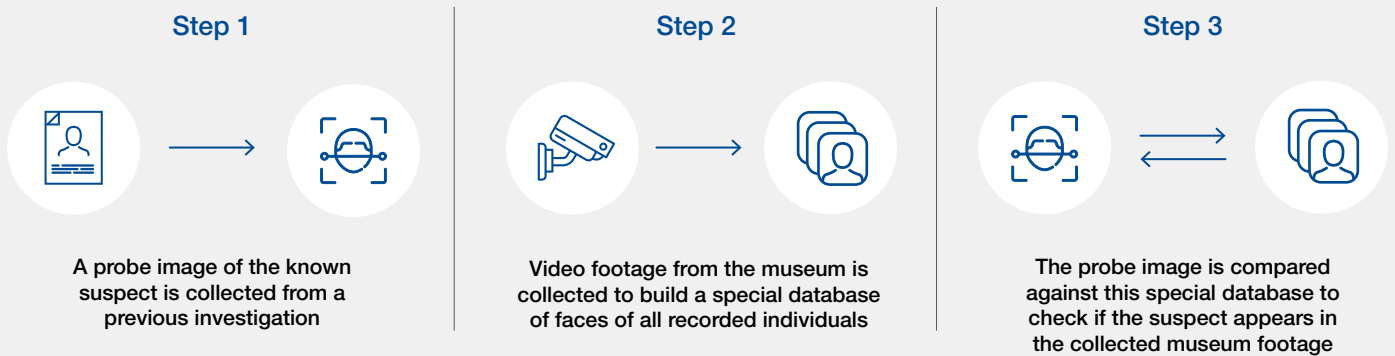 Step 1
A probe image of the known
suspect is collected from a
previous investigation
Step 2
Video footage from the museum is
collected to build a special database
of faces of all recorded individuals
Step 3
The probe image is compared
against this special database to
check if the suspect appears in
the collected museum footage